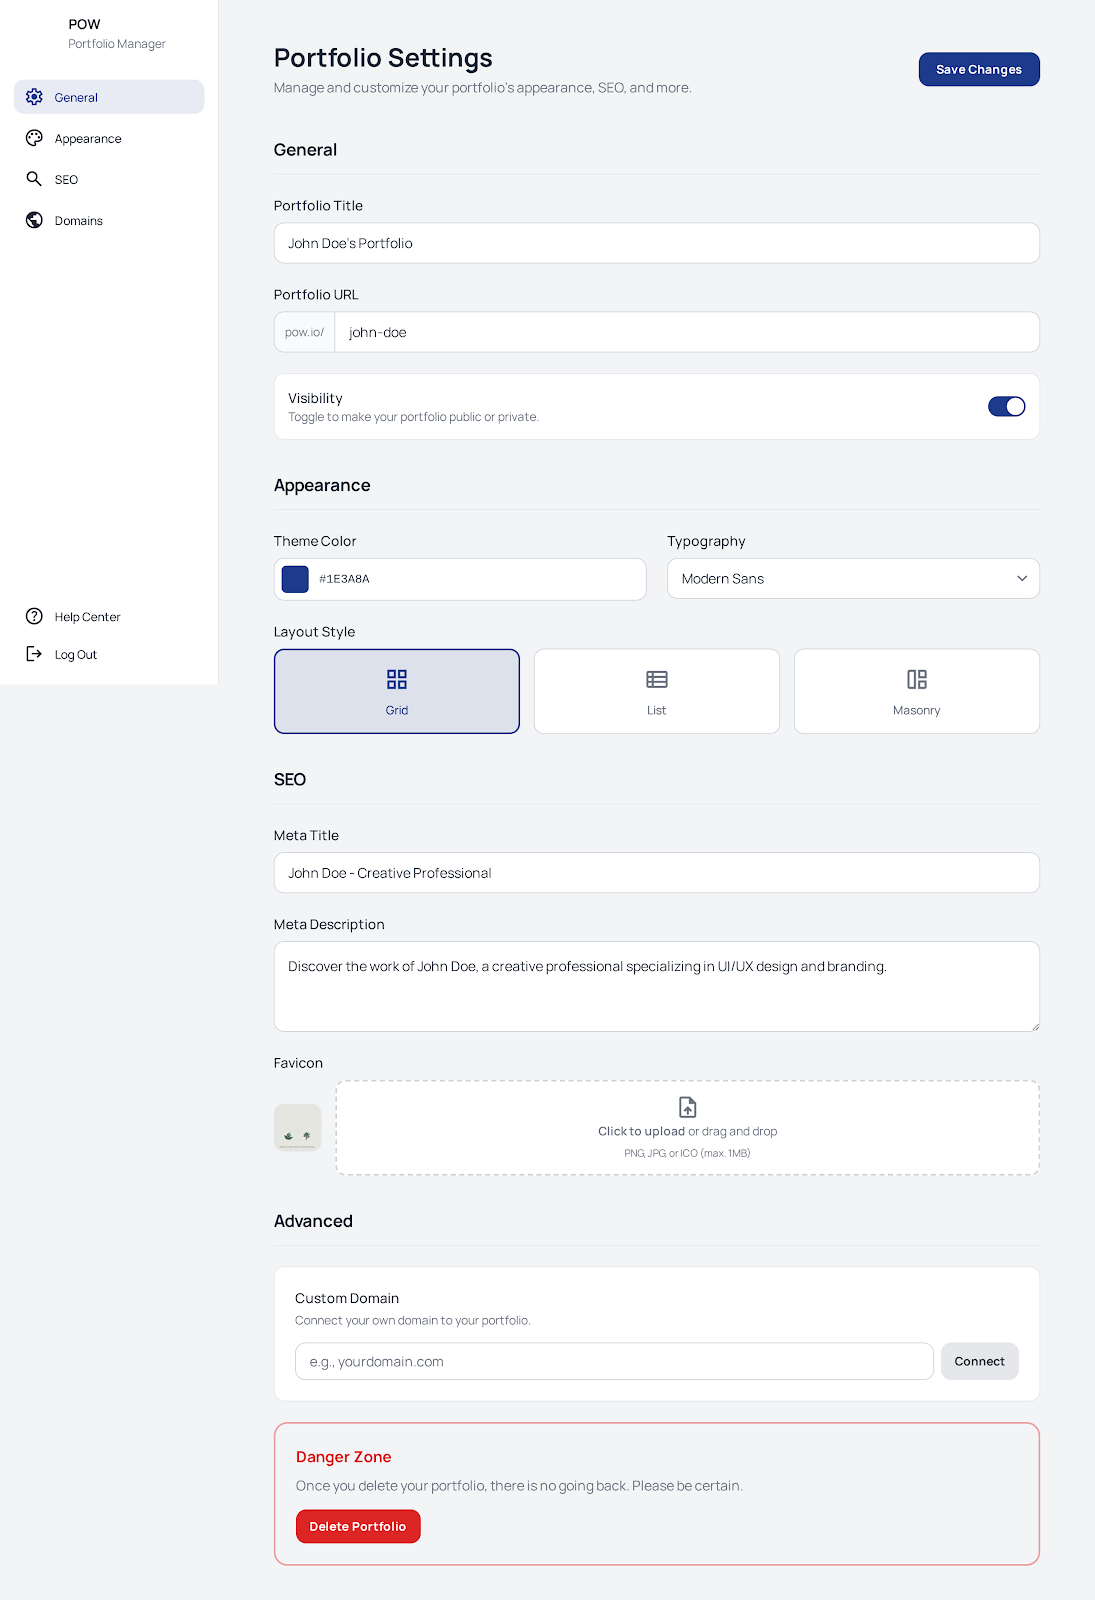 POW
Portfolio Manager
General
Appearance
SEO
Domains
Help Center
Log Out
Portfolio Settings
Manage and customize your portfolio's appearance, SEO, and more.
Save Changes
General
Portfolio Title
John Doe's Portfolio
Portfolio URL
pow.io/ john-doe
Visibility
Toggle to make your portfolio public or private.
Appearance
Theme Color
#1E3A8A
Typography
Modern Sans
Layout Style
Grid
List
Masonry
SEO
Meta Title
John Doe - Creative Professional
Meta Description
Discover the work of John Doe, a creative professional specializing in UI/UX design and branding.
Favicon
Click to upload or drag and drop
PNG, JPG, or ICO (max. 1MB)
Advanced
Custom Domain
Connect your own domain to your portfolio.
e.g., yourdomain.com
Connect
Danger Zone
Once you delete your portfolio, there is no going back. Please be certain.
Delete Portfolio